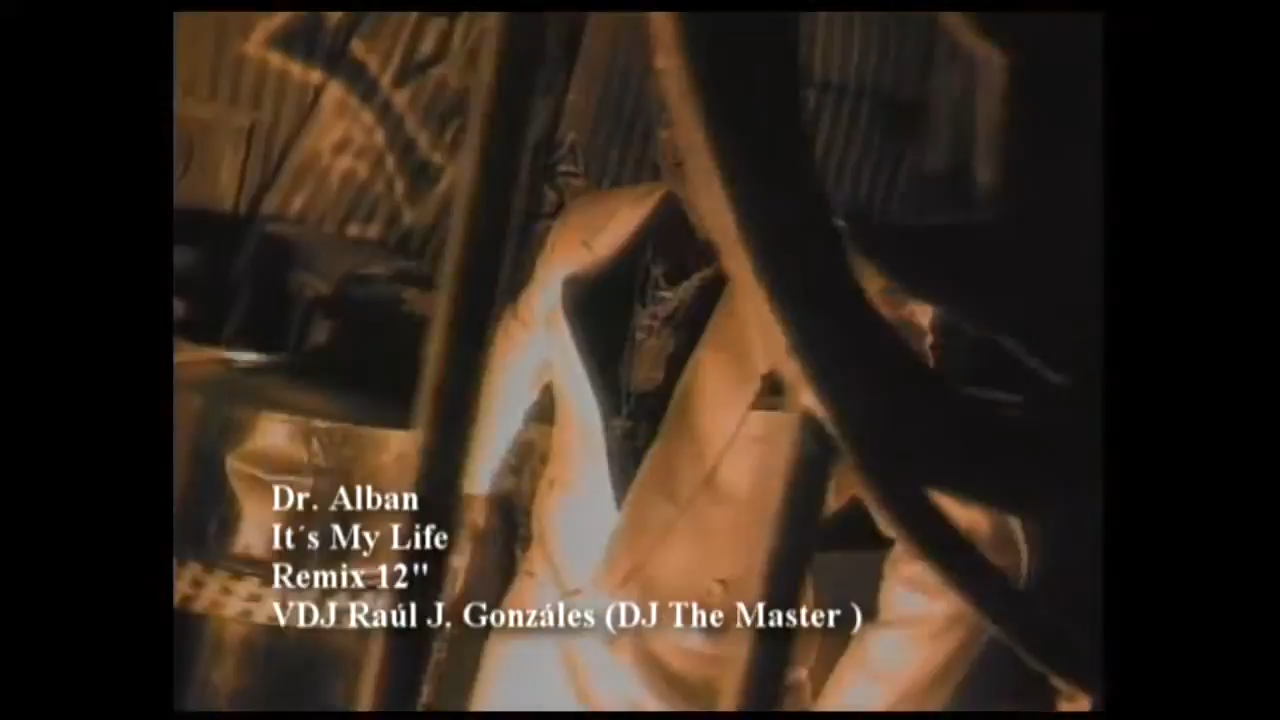 Dr. Alban
It´s My Life
Remix 12"
VDJ Raúl J. Gonzáles (DJ The Master )